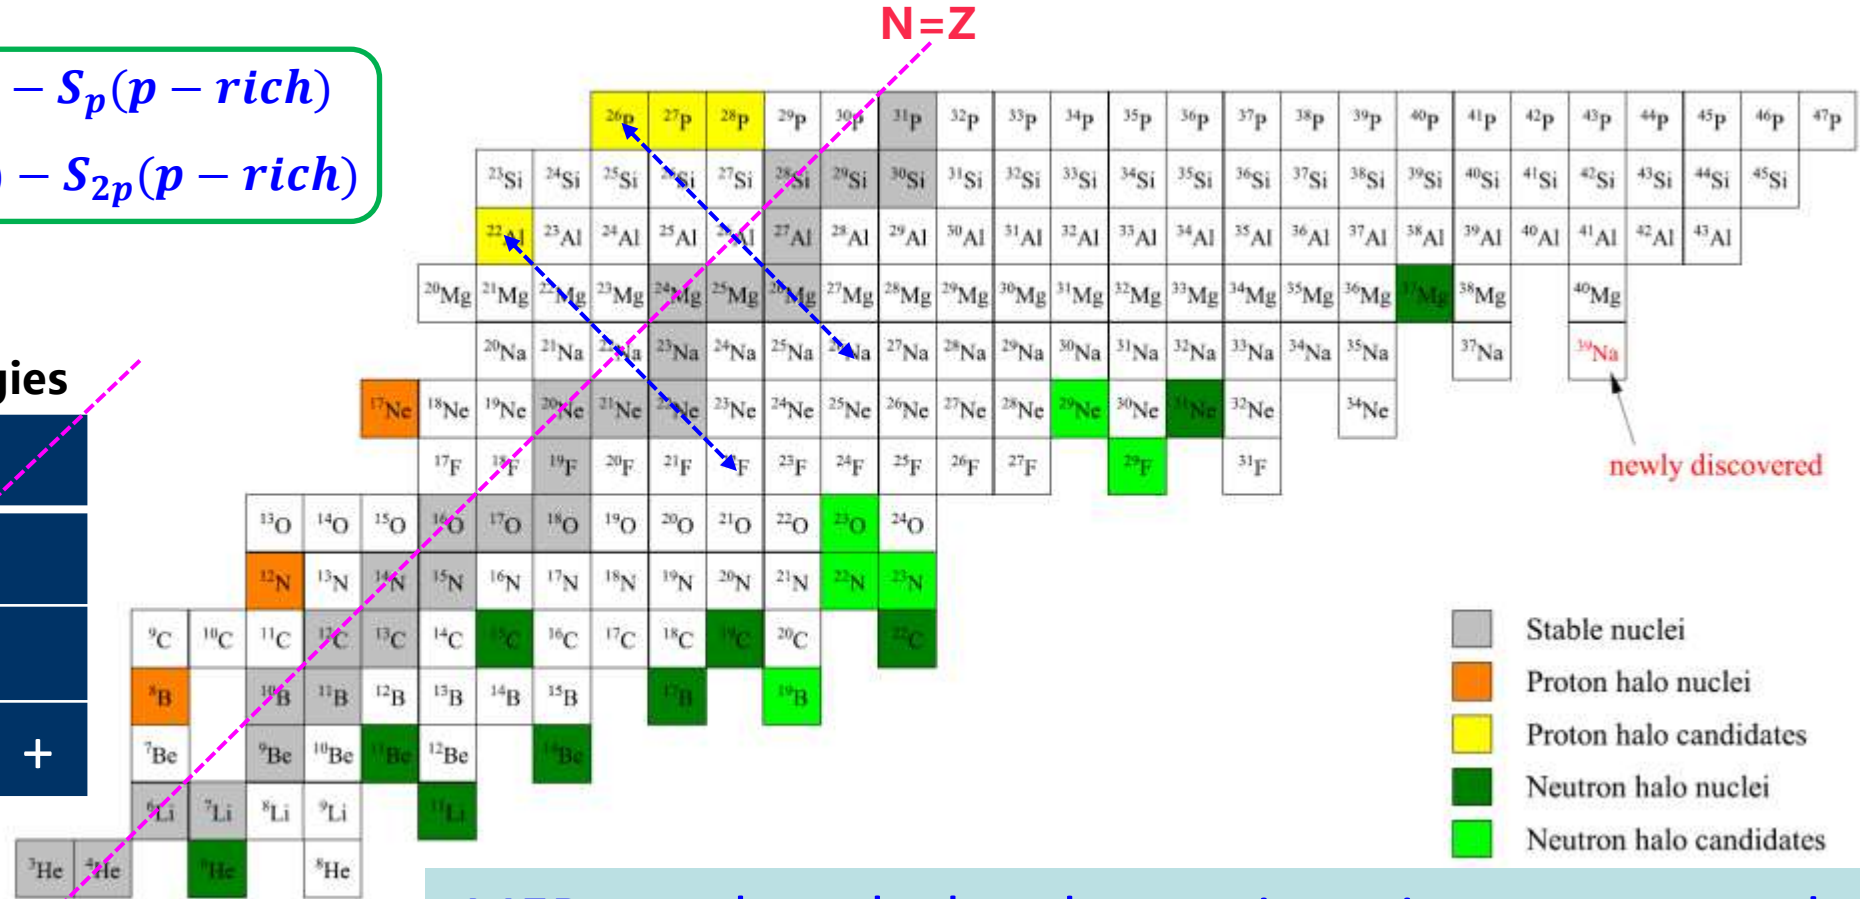 N=Z
− S_p(p − rich)
) − S_2p(p − rich)
²⁶P ²⁷P ²⁸P ²⁹P ³⁰P ³¹P ³²P ³³P ³⁴P ³⁵P ³⁶P ³⁷P ³⁸P ³⁹P ⁴⁰P ⁴¹P ⁴²P ⁴³P ⁴⁴P ⁴⁵P ⁴⁶P ⁴⁷P
²³Si ²⁴Si ²⁵Si ²⁶Si ²⁷Si ²⁸Si ²⁹Si ³⁰Si ³¹Si ³²Si ³³Si ³⁴Si ³⁵Si ³⁶Si ³⁷Si ³⁸Si ³⁹Si ⁴⁰Si ⁴¹Si ⁴²Si ⁴³Si ⁴⁴Si ⁴⁵Si
²²Al ²³Al ²⁴Al ²⁵Al ²⁶Al ²⁷Al ²⁸Al ²⁹Al ³⁰Al ³¹Al ³²Al ³³Al ³⁴Al ³⁵Al ³⁶Al ³⁷Al ³⁸Al ³⁹Al ⁴⁰Al ⁴¹Al ⁴²Al ⁴³Al
²⁰Mg ²¹Mg ²²Mg ²³Mg ²⁴Mg ²⁵Mg ²⁶Mg ²⁷Mg ²⁸Mg ²⁹Mg ³⁰Mg ³¹Mg ³²Mg ³³Mg ³⁴Mg ³⁵Mg ³⁶Mg ³⁷Mg ³⁸Mg ⁴⁰Mg
²⁰Na ²¹Na ²²Na ²³Na ²⁴Na ²⁵Na ²⁶Na ²⁷Na ²⁸Na ²⁹Na ³⁰Na ³¹Na ³²Na ³³Na ³⁴Na ³⁵Na ³⁷Na ³⁹Na
gies
¹⁷Ne ¹⁸Ne ¹⁹Ne ²⁰Ne ²¹Ne ²²Ne ²³Ne ²⁴Ne ²⁵Ne ²⁶Ne ²⁷Ne ²⁸Ne ²⁹Ne ³⁰Ne ³¹Ne ³²Ne ³⁴Ne
¹⁷F ¹⁸F ¹⁹F ²⁰F ²¹F ²²F ²³F ²⁴F ²⁵F ²⁶F ²⁷F ²⁹F ³¹F
newly discovered
¹³O ¹⁴O ¹⁵O ¹⁶O ¹⁷O ¹⁸O ¹⁹O ²⁰O ²¹O ²²O ²³O ²⁴O
¹²N ¹³N ¹⁴N ¹⁵N ¹⁶N ¹⁷N ¹⁸N ¹⁹N ²⁰N ²¹N ²²N ²³N
⁹C ¹⁰C ¹¹C ¹²C ¹³C ¹⁴C ¹⁵C ¹⁶C ¹⁷C ¹⁸C ¹⁹C ²⁰C ²²C
⁸B ¹⁰B ¹¹B ¹²B ¹³B ¹⁴B ¹⁵B ¹⁷B ¹⁹B
+
⁷Be ⁹Be ¹⁰Be ¹¹Be ¹²Be ¹⁴Be
⁶Li ⁷Li ⁸Li ⁹Li ¹¹Li
³He ⁴He ⁶He ⁸He
Stable nuclei
Proton halo nuclei
Proton halo candidates
Neutron halo nuclei
Neutron halo candidates